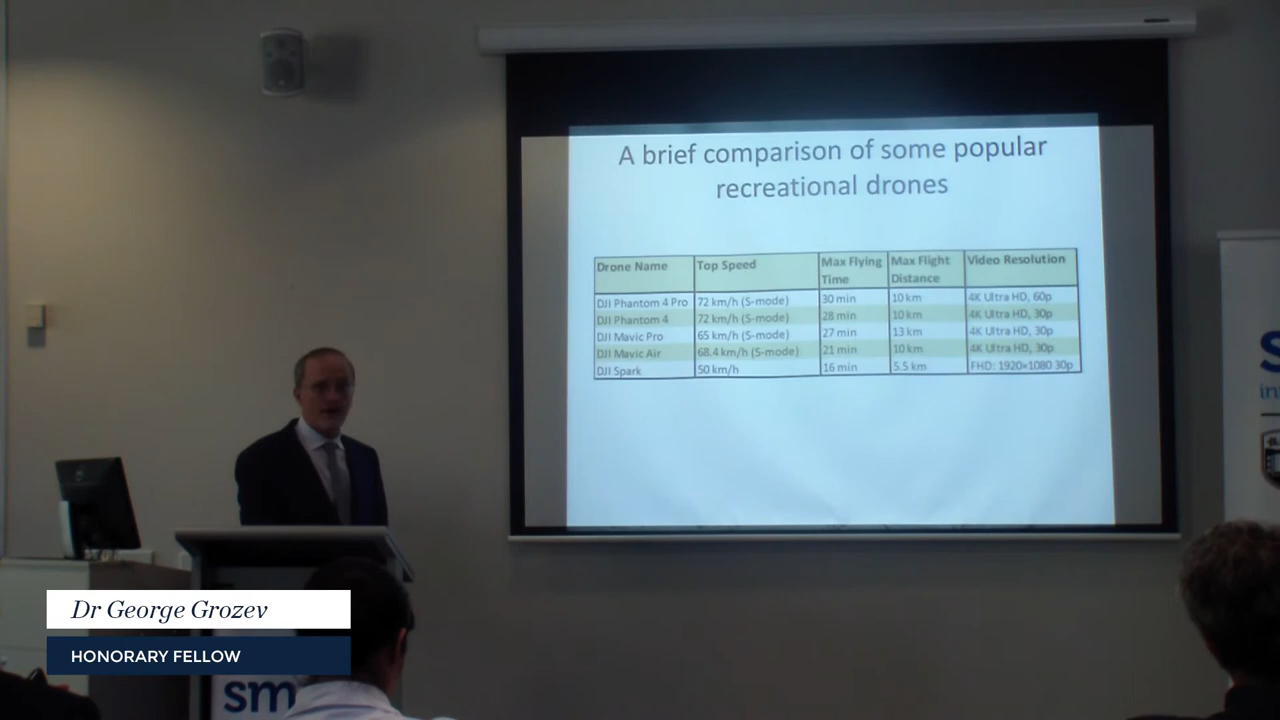 A brief comparison of some popular
recreational drones
Drone Name Top Speed Max Flying Time Max Flight Distance Video Resolution
DJI Phantom 4 Pro 72 km/h (S-mode) 30 min 10 km 4K Ultra HD, 60p
DJI Phantom 4 72 km/h (S-mode) 28 min 10 km 4K Ultra HD, 30p
DJI Mavic Pro 65 km/h (S-mode) 27 min 13 km 4K Ultra HD, 30p
DJI Mavic Air 68.4 km/h (S-mode) 21 min 10 km 4K Ultra HD, 30p
DJI Spark 50 km/h 16 min 5.5 km FHD: 1920×1080 30p
Dr George Grozev
HONORARY FELLOW
sm